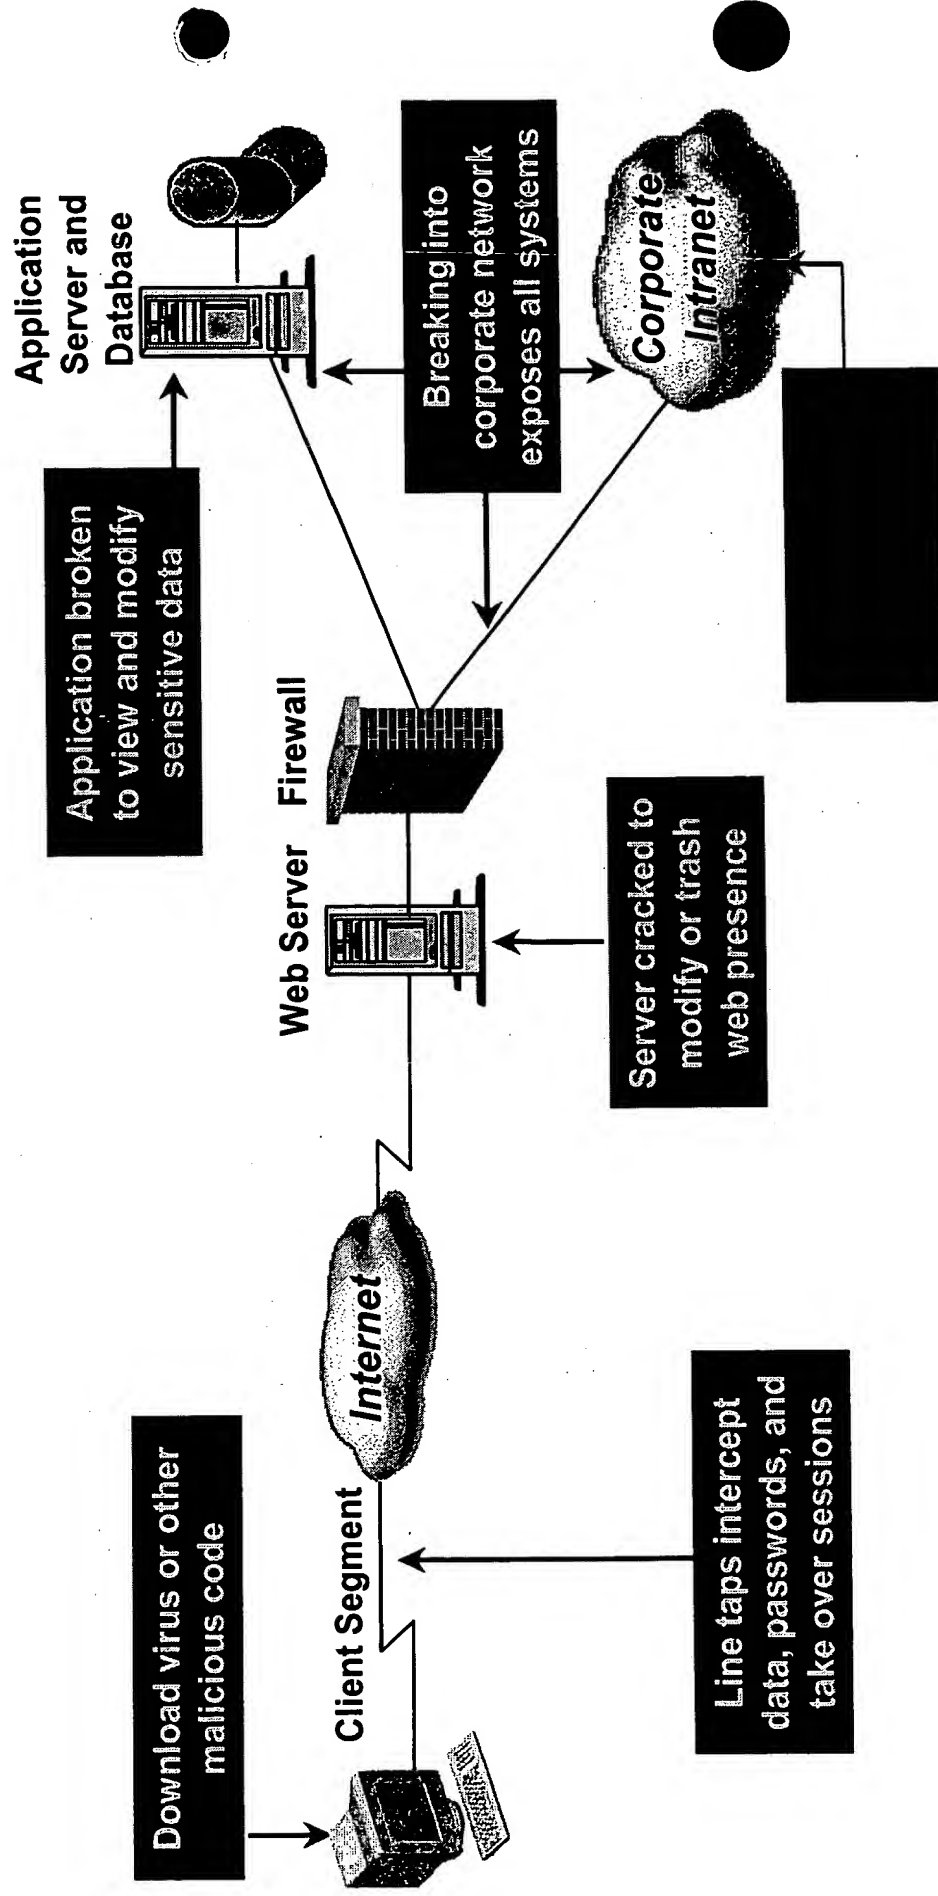 Application
Server and
Database
Application broken
to view and modify
sensitive data
Breaking into
corporate network
exposes all systems
Corporate
Intranet
Firewall
Web Server
Server cracked to
modify or trash
web presence
Internet
Client Segment
Download virus or other
malicious code
Line taps intercept
data, passwords, and
take over sessions